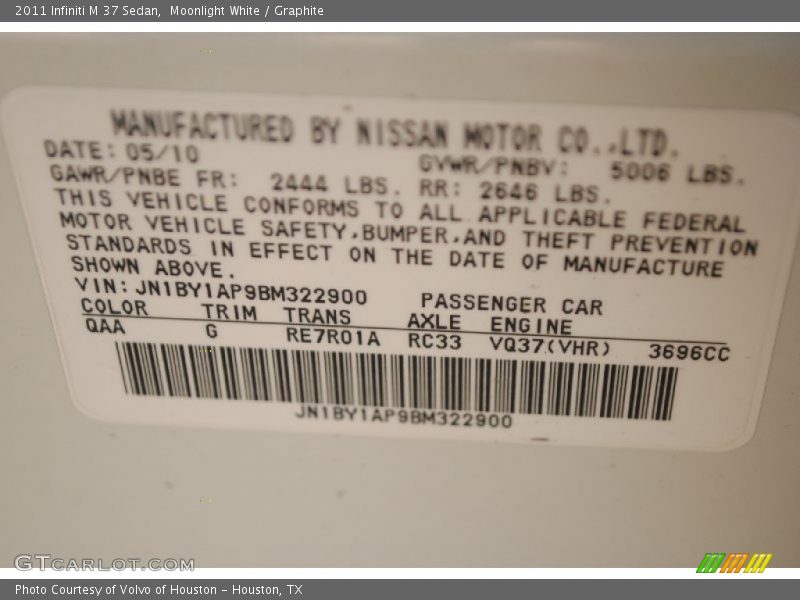 2011 Infiniti M 37 Sedan,  Moonlight White / Graphite
MANUFACTURED BY NISSAN MOTOR CO.,LTD.
DATE: 05/10 GVWR/PNBV: 5006 LBS.
GAWR/PNBE FR: 2444 LBS. RR: 2646 LBS.
THIS VEHICLE CONFORMS TO ALL APPLICABLE FEDERAL
MOTOR VEHICLE SAFETY,BUMPER,AND THEFT PREVENTION
STANDARDS IN EFFECT ON THE DATE OF MANUFACTURE
SHOWN ABOVE.
VIN: JN1BY1AP9BM322900 PASSENGER CAR
COLOR TRIM TRANS AXLE ENGINE
QAA G RE7R01A RC33 VQ37(VHR) 3696CC
JN1BY1AP9BM322900
GTCARLOT.COM
Photo Courtesy of Volvo of Houston - Houston, TX